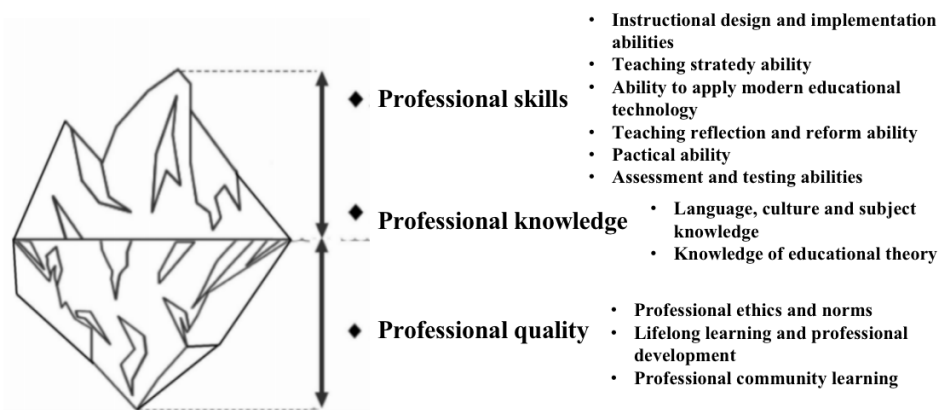 • Instructional design and implementation
abilities
• Teaching stratedy ability
• Ability to apply modern educational
technology
• Teaching reflection and reform ability
• Pactical ability
• Assessment and testing abilities
◆ Professional skills
◆ Professional knowledge
• Language, culture and subject
knowledge
• Knowledge of educational theory
◆ Professional quality
• Professional ethics and norms
• Lifelong learning and professional
development
• Professional community learning